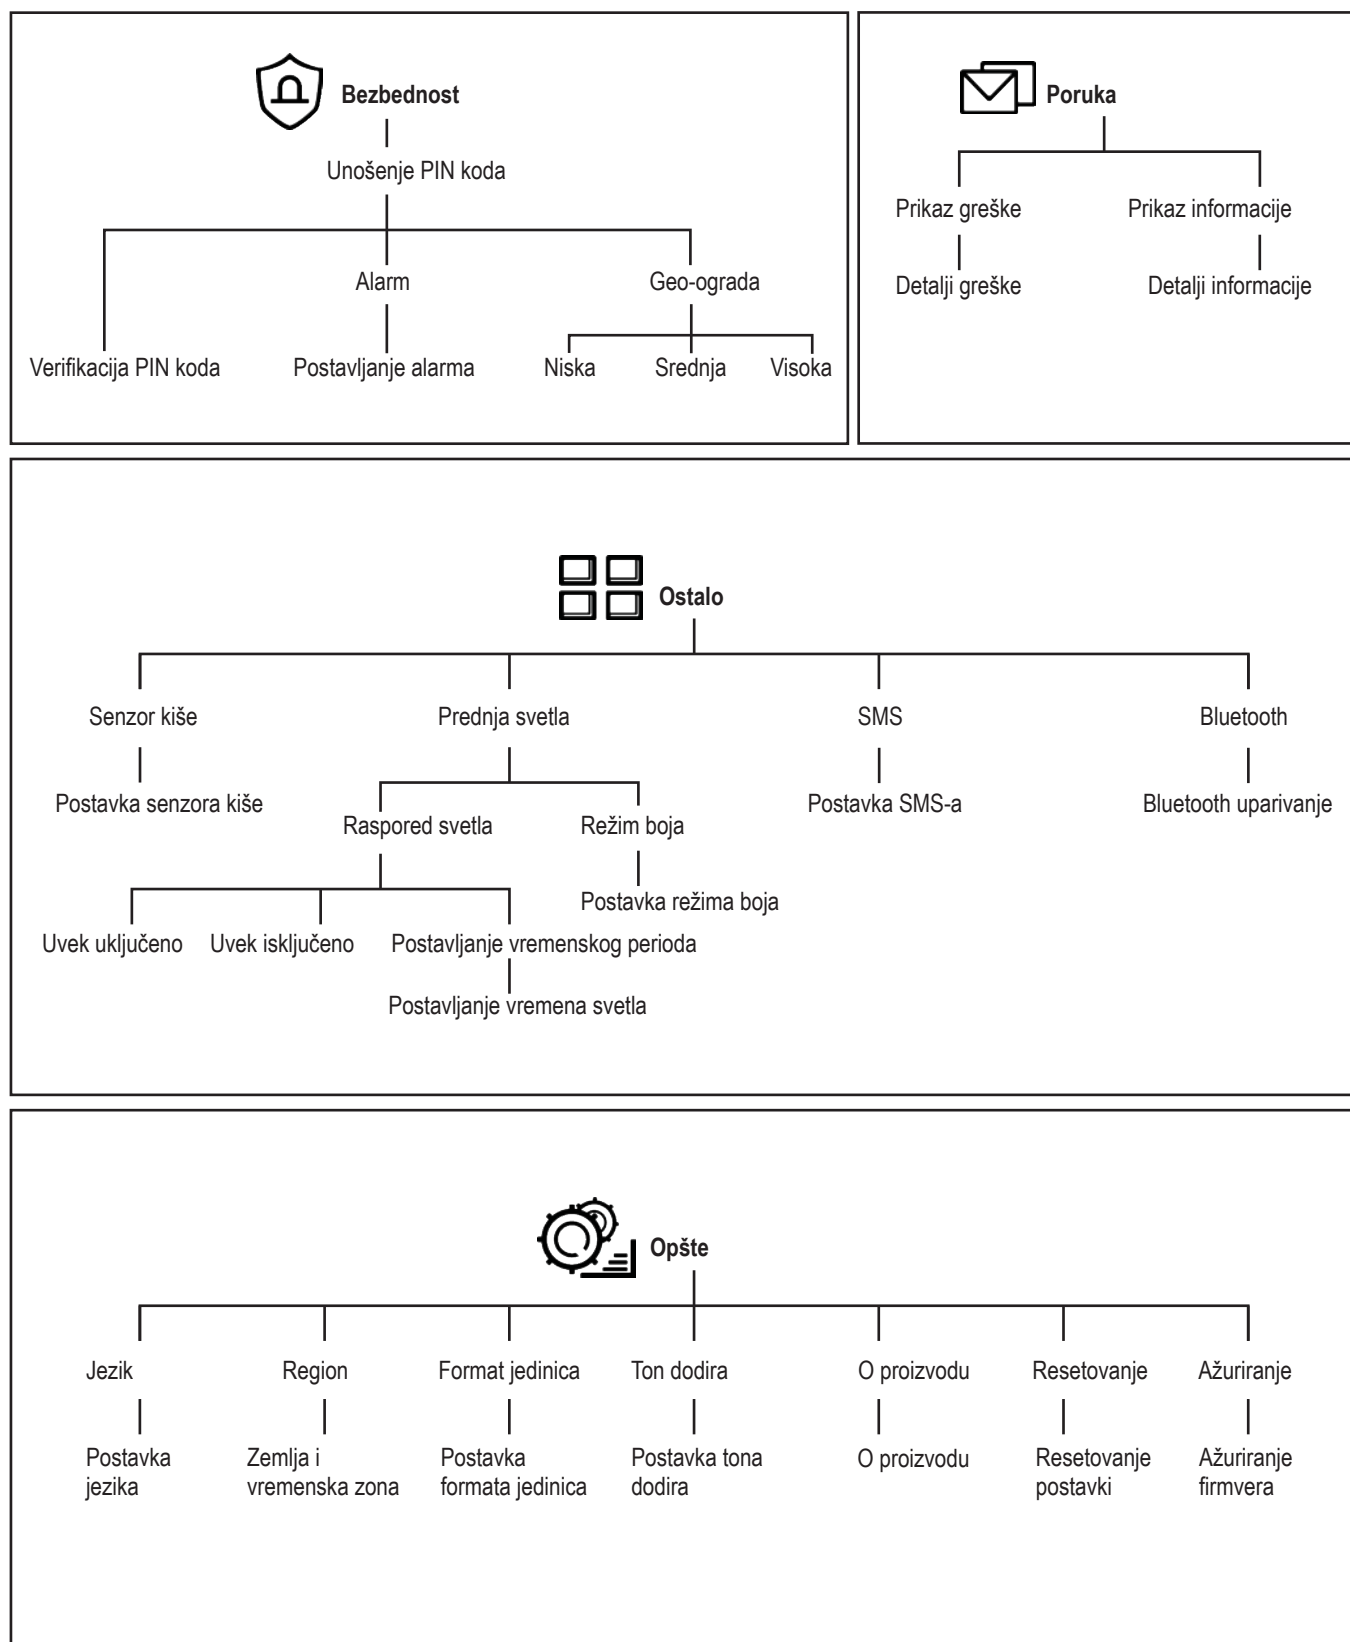 Bezbednost
Unošenje PIN koda
Alarm
Geo-ograda
Verifikacija PIN koda
Postavljanje alarma
Niska
Srednja
Visoka
Poruka
Prikaz greške
Prikaz informacije
Detalji greške
Detalji informacije
Ostalo
Senzor kiše
Prednja svetla
SMS
Bluetooth
Postavka senzora kiše
Raspored svetla
Režim boja
Postavka SMS-a
Bluetooth uparivanje
Postavka režima boja
Uvek uključeno
Uvek isključeno
Postavljanje vremenskog perioda
Postavljanje vremena svetla
Opšte
Jezik
Region
Format jedinica
Ton dodira
O proizvodu
Resetovanje
Ažuriranje
Postavka
jezika
Zemlja i
vremenska zona
Postavka
formata jedinica
Postavka tona
dodira
O proizvodu
Resetovanje
postavki
Ažuriranje
firmvera